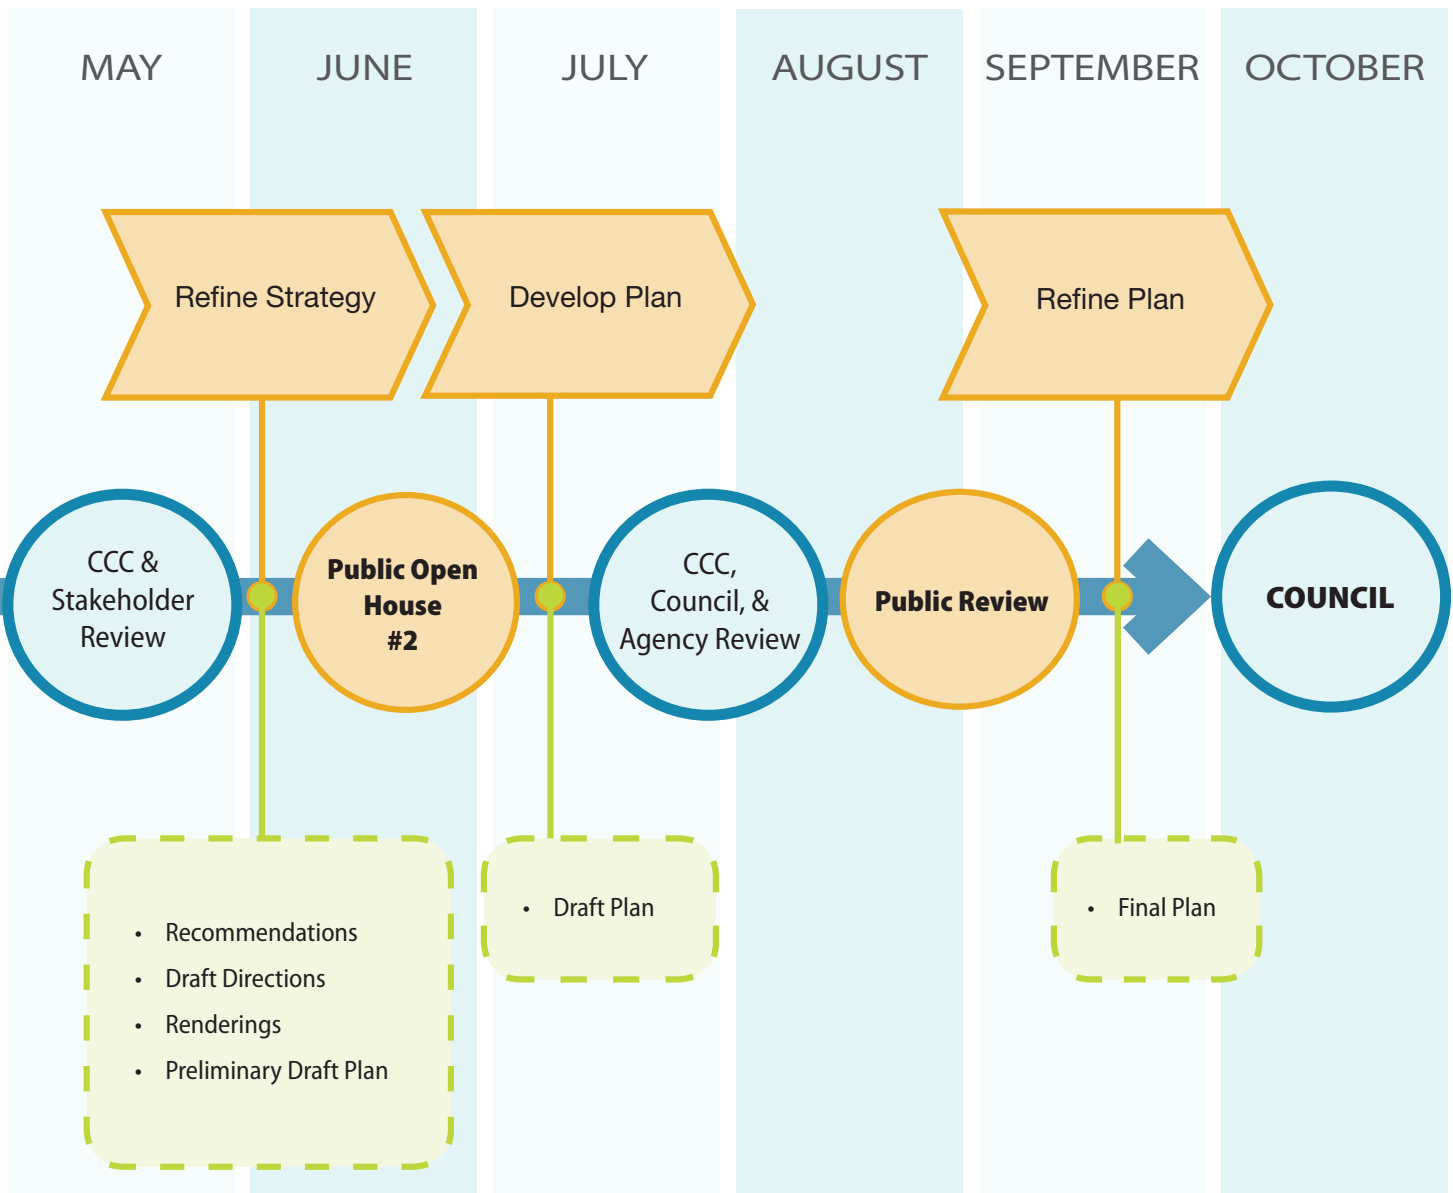 MAY JUNE JULY AUGUST SEPTEMBER OCTOBER
Refine Strategy
Develop Plan
Refine Plan
CCC &
Stakeholder
Review
Public Open
House
#2
CCC,
Council, &
Agency Review
Public Review
COUNCIL
• Recommendations
• Draft Directions
• Renderings
• Preliminary Draft Plan
• Draft Plan
• Final Plan